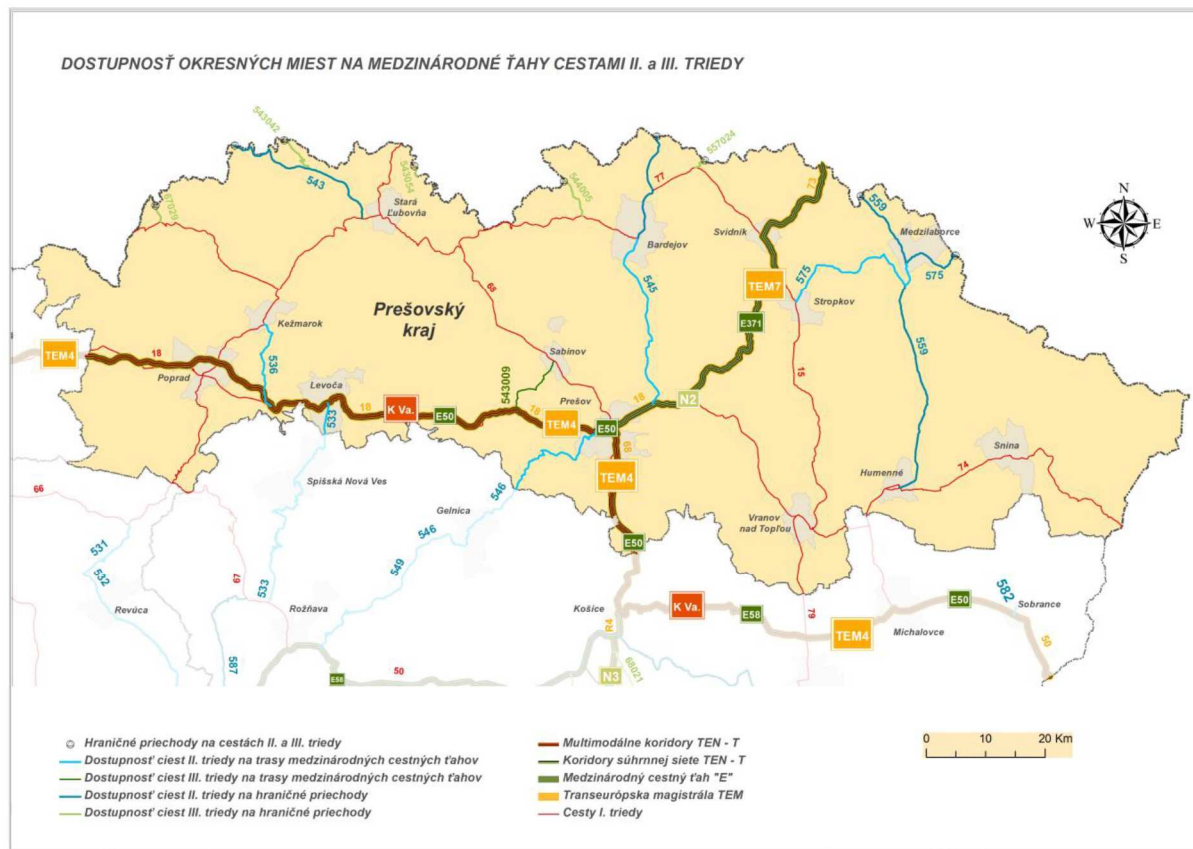 DOSTUPNOSŤ OKRESNÝCH MIEST NA MEDZINÁRODNÉ ŤAHY CESTAMI II. a III. TRIEDY
543042
557024
77
73
543
543054
544005
67029
Stará
Ľubovňa
559
N
W E
S
Svidník
Medzilaborce
Bardejov
575
575
68
545
TEM7
Stropkov
Prešovský
kraj
Kežmarok
E371
559
Sabinov
TEM4
18
536
15
Poprad
Levoča
543009
18
N2
533
18
K Va.
E50
18
Prešov
TEM4
E50
68
Snina
74
Humenné
TEM4
66
Spišská Nová Ves
546
Gelnica
546
Vranov
nad Topľou
531
E50
549
532
67
533
582
Revúca
Rožňava
Košice
K Va.
E58
E50
Sobrance
R4
79
TEM4
Michalovce
50
587
50
68021
E58
N3
Hraničné priechody na cestách II. a III. triedy
Dostupnosť ciest II. triedy na trasy medzinárodných cestných ťahov
Dostupnosť ciest III. triedy na trasy medzinárodných cestných ťahov
Dostupnosť ciest II. triedy na hraničné priechody
Dostupnosť ciest III. triedy na hraničné priechody
Multimodálne koridory TEN - T
Koridory súhrnnej siete TEN - T
Medzinárodný cestný ťah "E"
Transeurópska magistrála TEM
Cesty I. triedy
0 10 20 Km